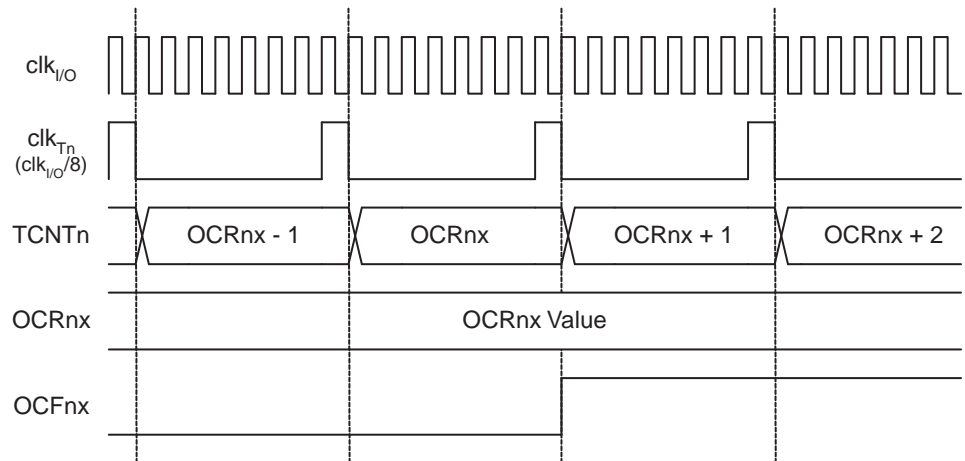 clkI/O
clkTn
(clkI/O/8)
TCNTn OCRnx - 1 OCRnx OCRnx + 1 OCRnx + 2
OCRnx OCRnx Value
OCFnx